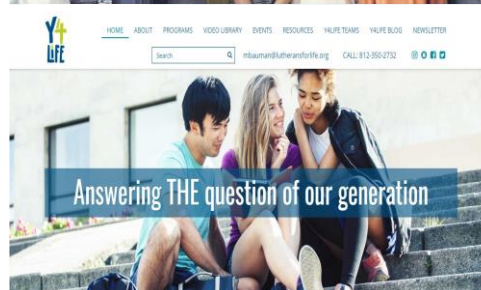 Y4
LiFE
HOME ABOUT PROGRAMS VIDEO LIBRARY EVENTS RESOURCES Y4LIFE TEAMS Y4LIFE BLOG NEWSLETTER
Search mbauman@lutheransforlife.org CALL: 812-350-2732
Answering THE question of our generation